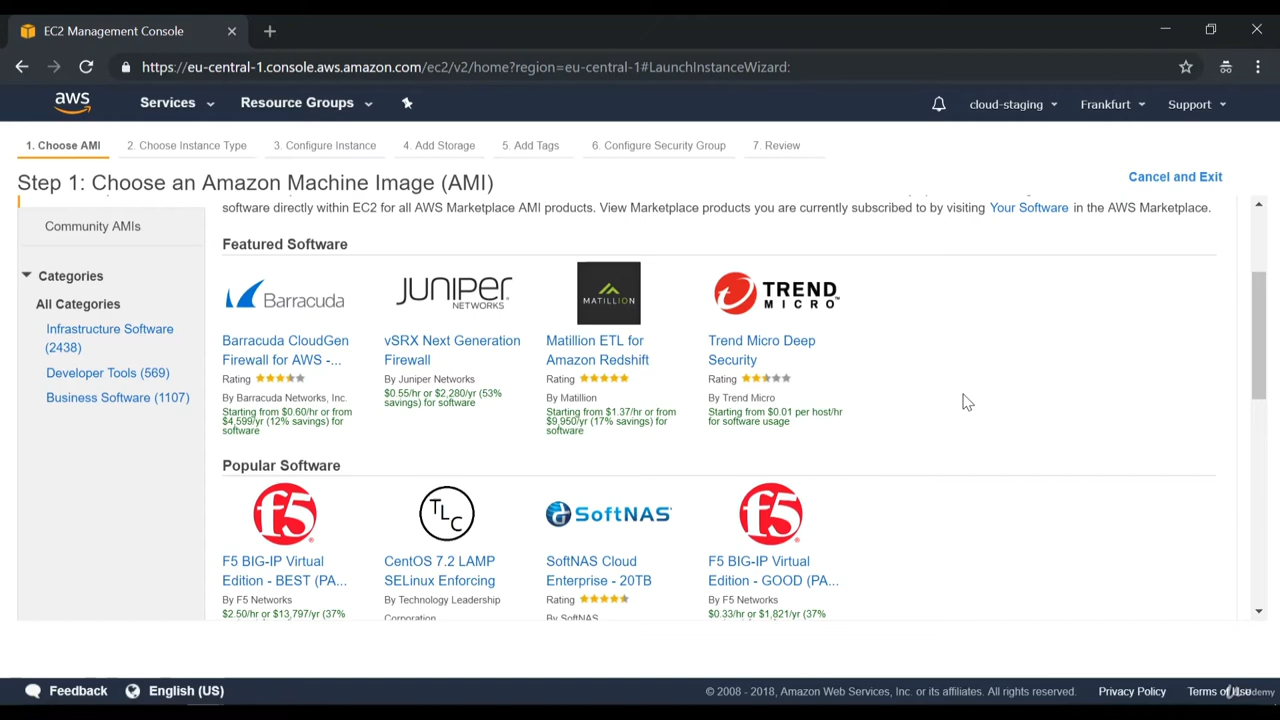 EC2 Management Console
https://eu-central-1.console.aws.amazon.com/ec2/v2/home?region=eu-central-1#LaunchInstanceWizard:
aws Services Resource Groups cloud-staging Frankfurt Support
1. Choose AMI 2. Choose Instance Type 3. Configure Instance 4. Add Storage 5. Add Tags 6. Configure Security Group 7. Review
Step 1: Choose an Amazon Machine Image (AMI)
Cancel and Exit
software directly within EC2 for all AWS Marketplace AMI products. View Marketplace products you are currently subscribed to by visiting Your Software in the AWS Marketplace.
Community AMIs
Categories
All Categories
Infrastructure Software
(2438)
Developer Tools (569)
Business Software (1107)
Featured Software
Barracuda
Barracuda CloudGen
Firewall for AWS -...
Rating
By Barracuda Networks, Inc.
Starting from $0.60/hr or from
$4,599/yr (12% savings) for
software
JUNIPER
NETWORKS
vSRX Next Generation
Firewall
By Juniper Networks
$0.55/hr or $2,280/yr (53%
savings) for software
MATILLION
Matillion ETL for
Amazon Redshift
Rating
By Matillion
Starting from $1.37/hr or from
$9,950/yr (17% savings) for
software
TREND
MICRO
Trend Micro Deep
Security
Rating
By Trend Micro
Starting from $0.01 per host/hr
for software usage
Popular Software
f5
F5 BIG-IP Virtual
Edition - BEST (PA...
By F5 Networks
$2.50/hr or $13,797/yr (37%
TLC
CentOS 7.2 LAMP
SELinux Enforcing
By Technology Leadership
Corporation
SoftNAS
SoftNAS Cloud
Enterprise - 20TB
Rating
By SoftNAS
f5
F5 BIG-IP Virtual
Edition - GOOD (PA...
By F5 Networks
$0.33/hr or $1,821/yr (37%
Feedback English (US) © 2008 - 2018, Amazon Web Services, Inc. or its affiliates. All rights reserved. Privacy Policy Terms of Use
Udemy